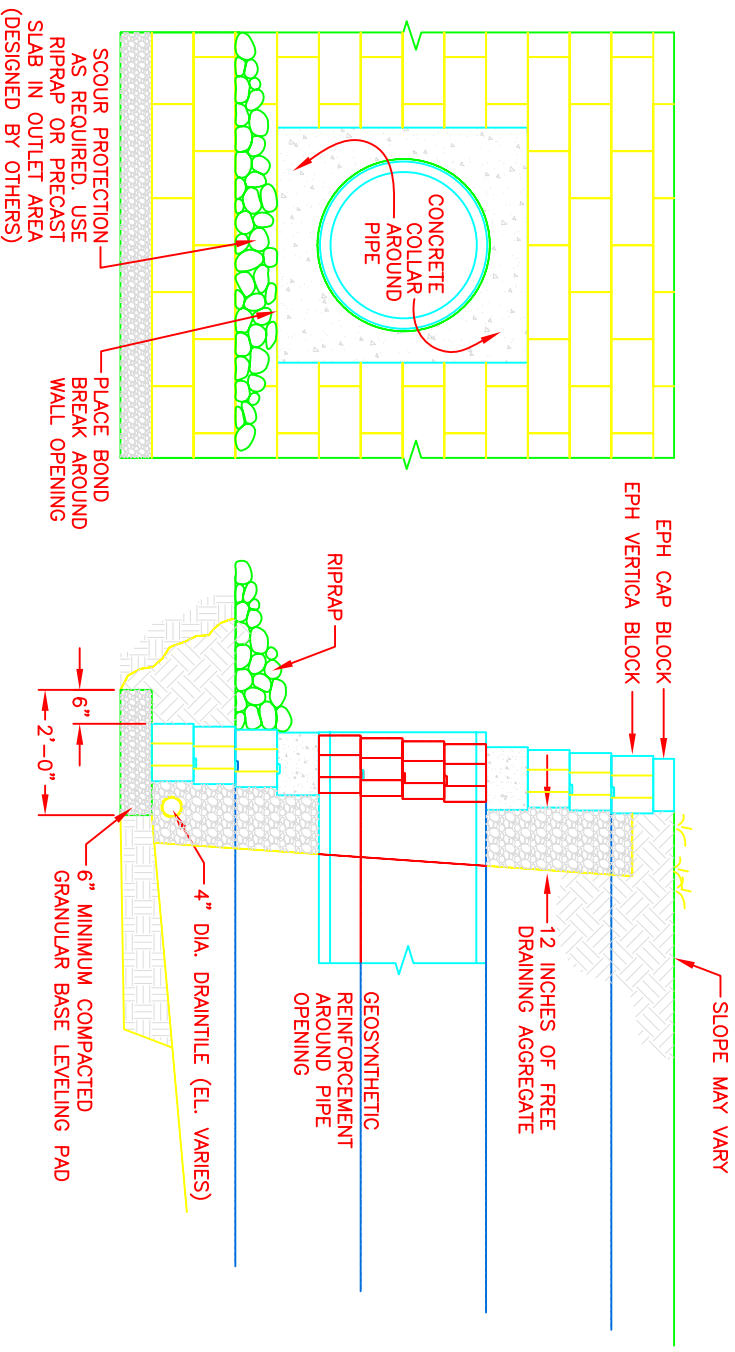 CONCRETE
COLLAR
AROUND
PIPE
SCOUR PROTECTION
AS REQUIRED. USE
RIPRAP OR PRECAST
SLAB IN OUTLET AREA
(DESIGNED BY OTHERS)
PLACE BOND
BREAK AROUND
WALL OPENING
EPH CAP BLOCK
EPH VERTICA BLOCK
SLOPE MAY VARY
12 INCHES OF FREE
DRAINING AGGREGATE
RIPRAP
GEOSYNTHETIC
REINFORCEMENT
AROUND PIPE
OPENING
4" DIA. DRAINTILE (EL. VARIES)
6"
2'-0"
6" MINIMUM COMPACTED
GRANULAR BASE LEVELING PAD